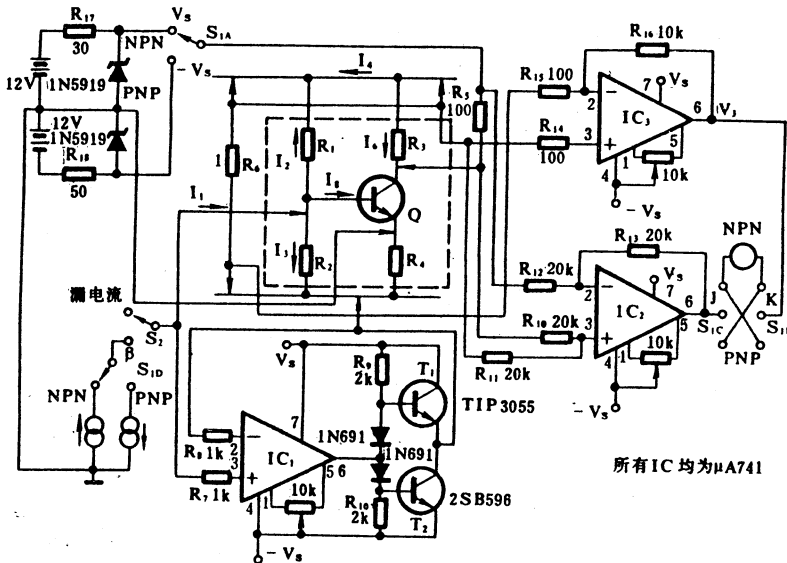 R17
30
NPN
Vs
S1A
-Vs
12V
1N5919
PNP
12V
1N5919
R18
50
I4
R5
100
R6
1
I1
I2
R1
I6
R3
I8
Q
I3
R2
R4
R15 100
R14
100
R16 10k
2
3
7
Vs
IC3
6
V3
1
5
4
10k
-Vs
R12 20k
R10 20k
R11 20k
R13 20k
2
3
7
Vs
IC2
6
1
5
4
10k
-Vs
NPN
J
K
S1C
S1B
PNP
漏电流
S2
β
S1D
NPN
PNP
Vs
R8 1k
R7 1k
2
3
7
IC1
5 6
1
4
10k
-Vs
R9
2k
1N691
1N691
R10
2k
T1
TIP3055
2SB596
T2
所有IC均为μA741